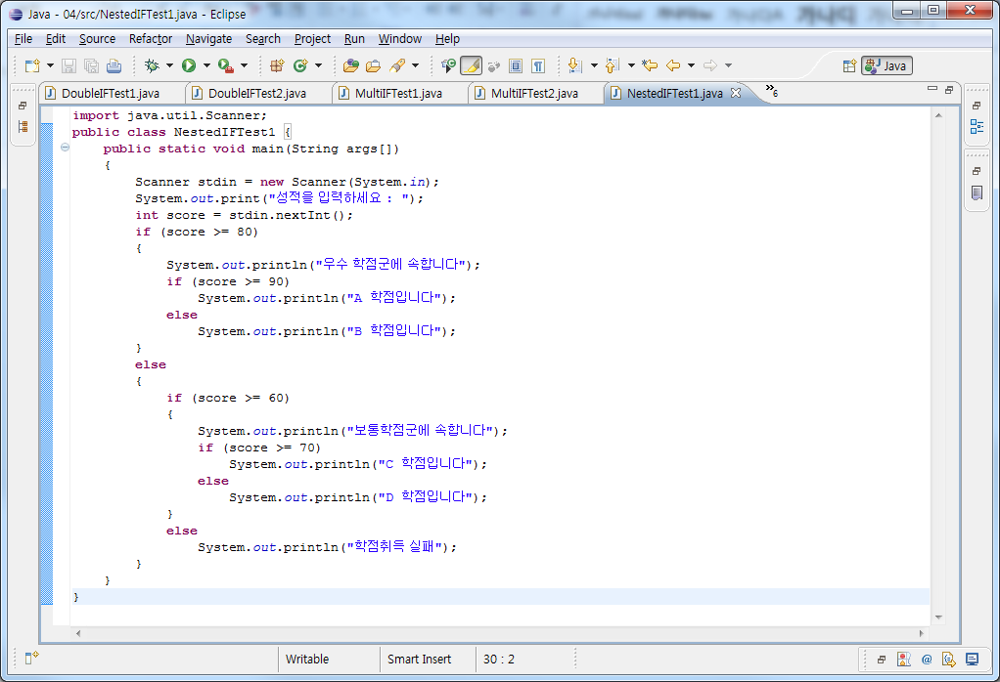 Java - 04/src/NestedIFTest1.java - Eclipse
File Edit Source Refactor Navigate Search Project Run Window Help
Java
DoubleIFTest1.java DoubleIFTest2.java MultiIFTest1.java MultiIFTest2.java NestedIFTest1.java »6
import java.util.Scanner;
public class NestedIFTest1 {
public static void main(String args[])
{
Scanner stdin = new Scanner(System.in);
System.out.print("성적을 입력하세요 : ");
int score = stdin.nextInt();
if (score >= 80)
{
System.out.println("우수 학점군에 속합니다");
if (score >= 90)
System.out.println("A 학점입니다");
else
System.out.println("B 학점입니다");
}
else
{
if (score >= 60)
{
System.out.println("보통학점군에 속합니다");
if (score >= 70)
System.out.println("C 학점입니다");
else
System.out.println("D 학점입니다");
}
else
System.out.println("학점취득 실패");
}
}
}
Writable Smart Insert 30 : 2